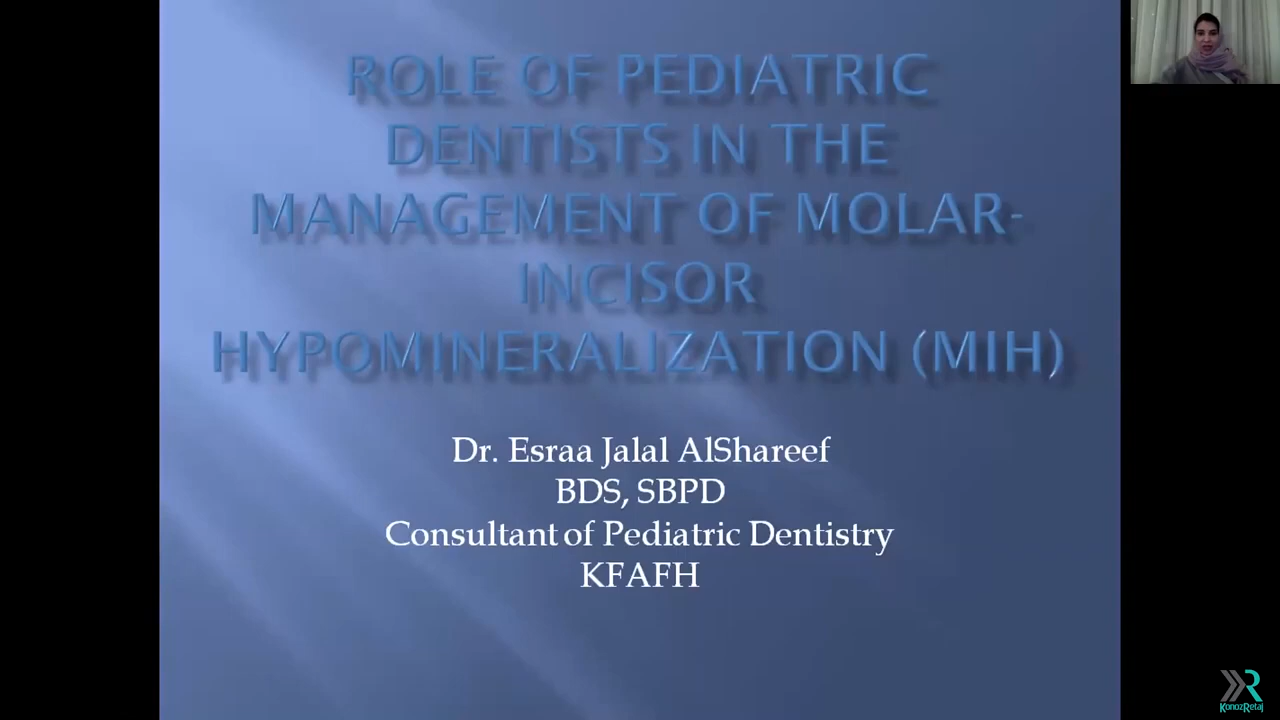 ROLE OF PEDIATRIC
DENTISTS IN THE
MANAGEMENT OF MOLAR-
INCISOR
HYPOMINERALIZATION (MIH)
Dr. Esraa Jalal AlShareef
BDS, SBPD
Consultant of Pediatric Dentistry
KFAFH
KonozRetaj